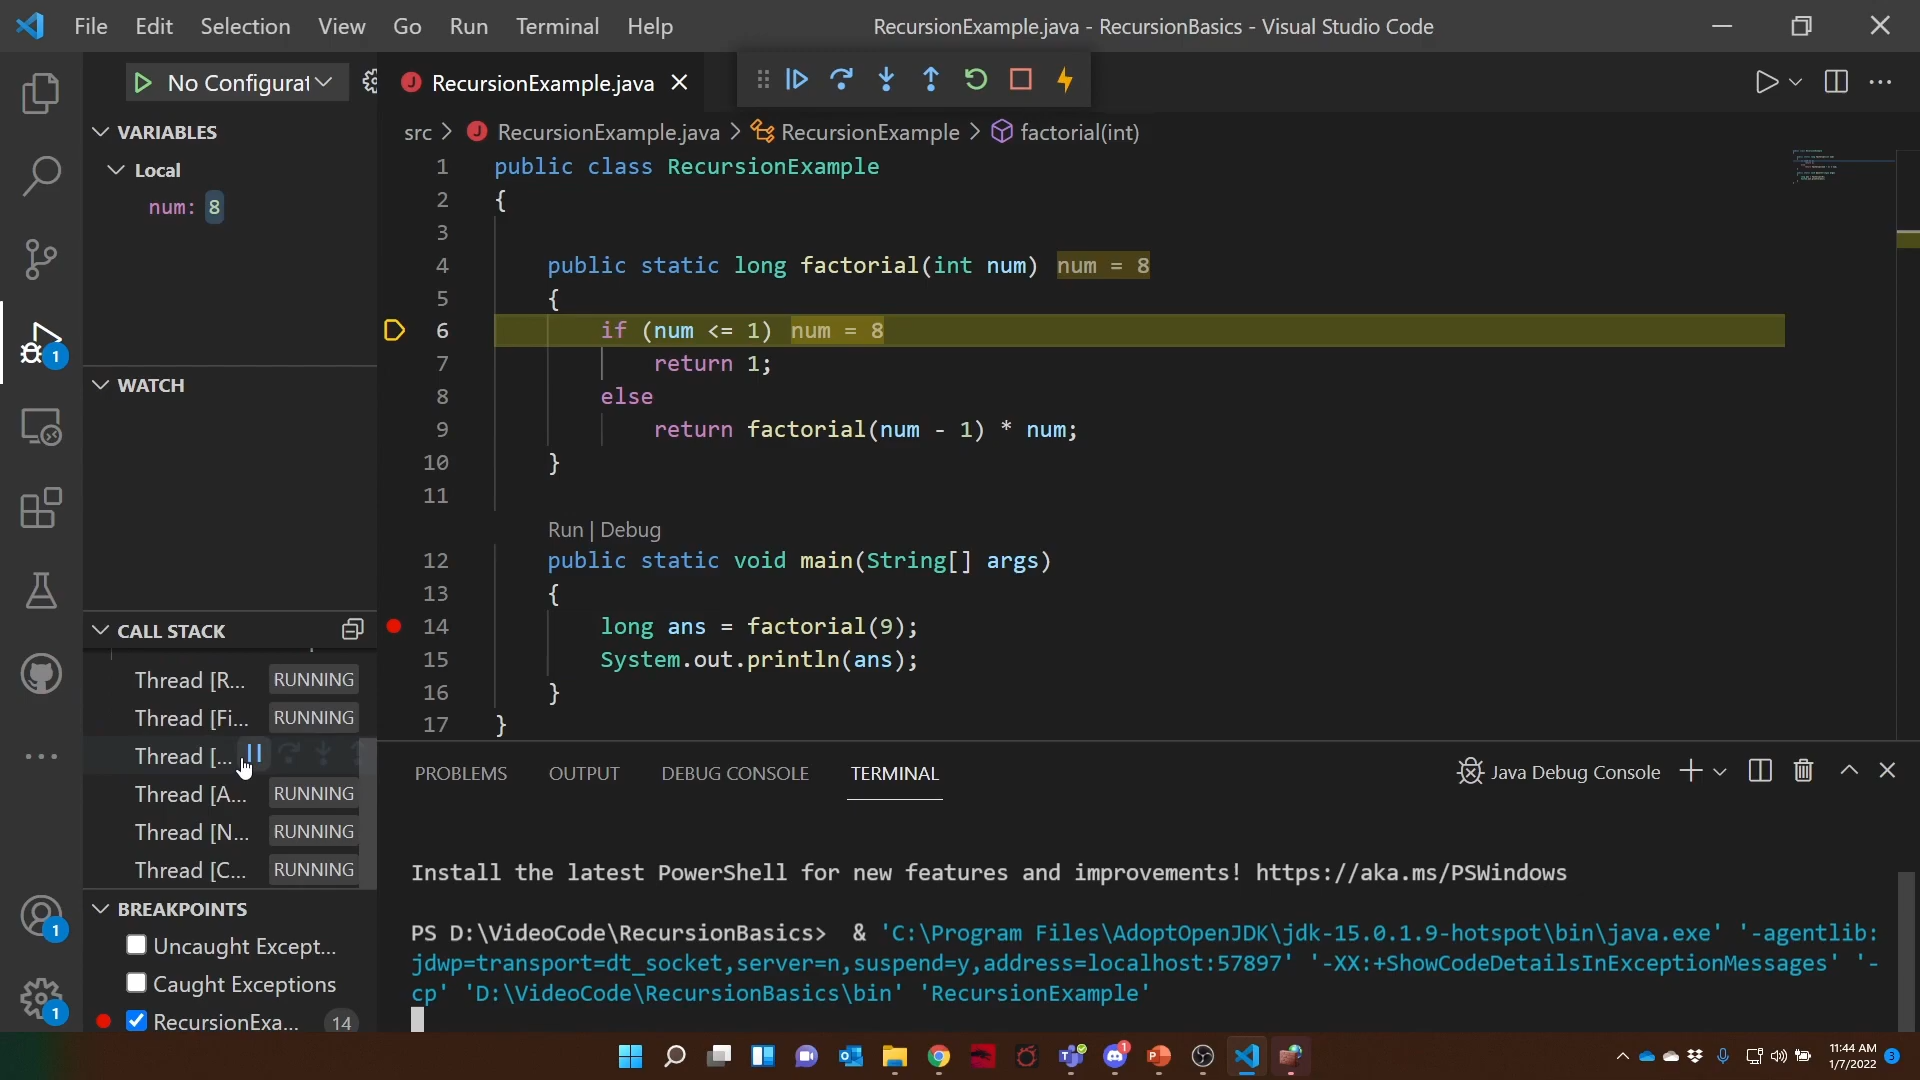 File Edit Selection View Go Run Terminal Help
RecursionExample.java - RecursionBasics - Visual Studio Code
No Configurat
RecursionExample.java
VARIABLES
Local
num: 8
WATCH
CALL STACK
Thread [R... RUNNING
Thread [Fi... RUNNING
Thread [...
Thread [A... RUNNING
Thread [N... RUNNING
Thread [C... RUNNING
BREAKPOINTS
Uncaught Except...
Caught Exceptions
RecursionExa... 14
1
1
1
src > RecursionExample.java > RecursionExample > factorial(int)
1 public class RecursionExample
2 {
3
4 public static long factorial(int num) num = 8
5 {
6 if (num <= 1) num = 8
7 return 1;
8 else
9 return factorial(num - 1) * num;
10 }
11
Run | Debug
12 public static void main(String[] args)
13 {
14 long ans = factorial(9);
15 System.out.println(ans);
16 }
17 }
PROBLEMS OUTPUT DEBUG CONSOLE TERMINAL
Java Debug Console
Install the latest PowerShell for new features and improvements! https://aka.ms/PSWindows
PS D:\VideoCode\RecursionBasics> & 'C:\Program Files\AdoptOpenJDK\jdk-15.0.1.9-hotspot\bin\java.exe' '-agentlib:
jdwp=transport=dt_socket,server=n,suspend=y,address=localhost:57897' '-XX:+ShowCodeDetailsInExceptionMessages' '-
cp' 'D:\VideoCode\RecursionBasics\bin' 'RecursionExample'
1
11:44 AM
1/7/2022
3